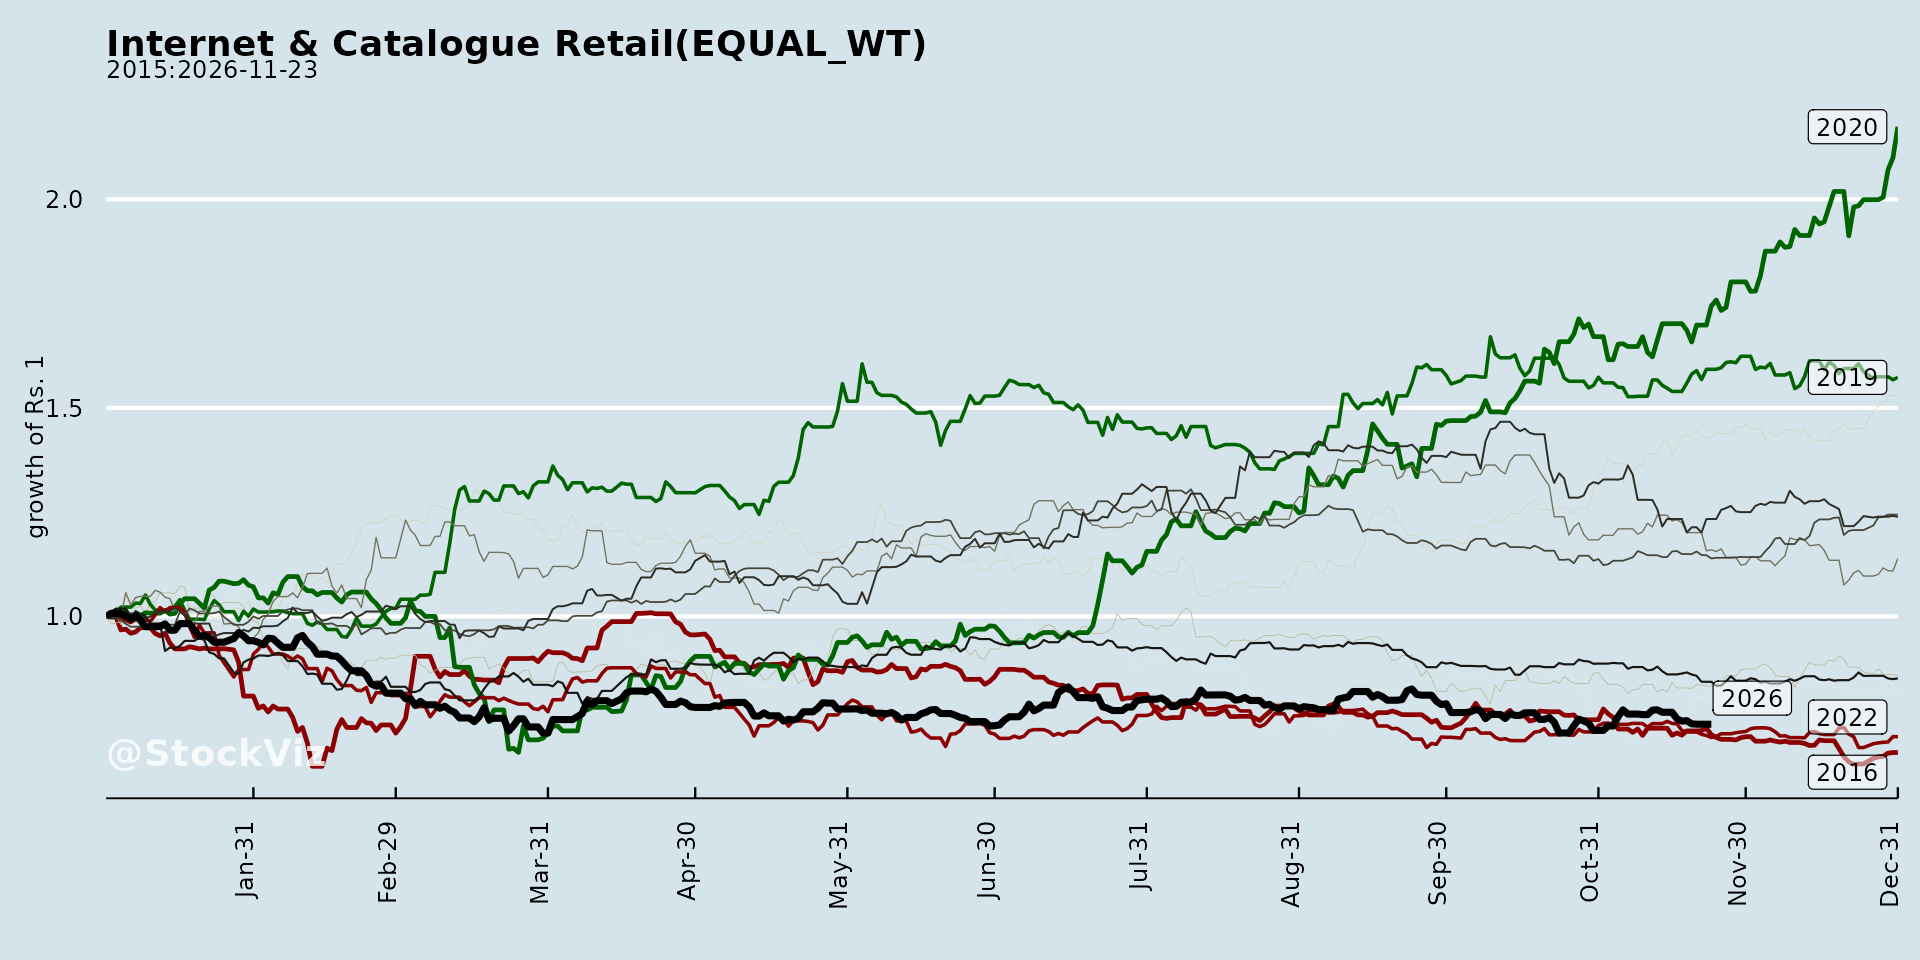 Internet & Catalogue Retail(EQUAL_WT)
2015:2026-11-23
growth of Rs. 1
2.0
1.5
1.0
2020
2019
2026
2022
2016
@StockViz
Jan-31
Feb-29
Mar-31
Apr-30
May-31
Jun-30
Jul-31
Aug-31
Sep-30
Oct-31
Nov-30
Dec-31